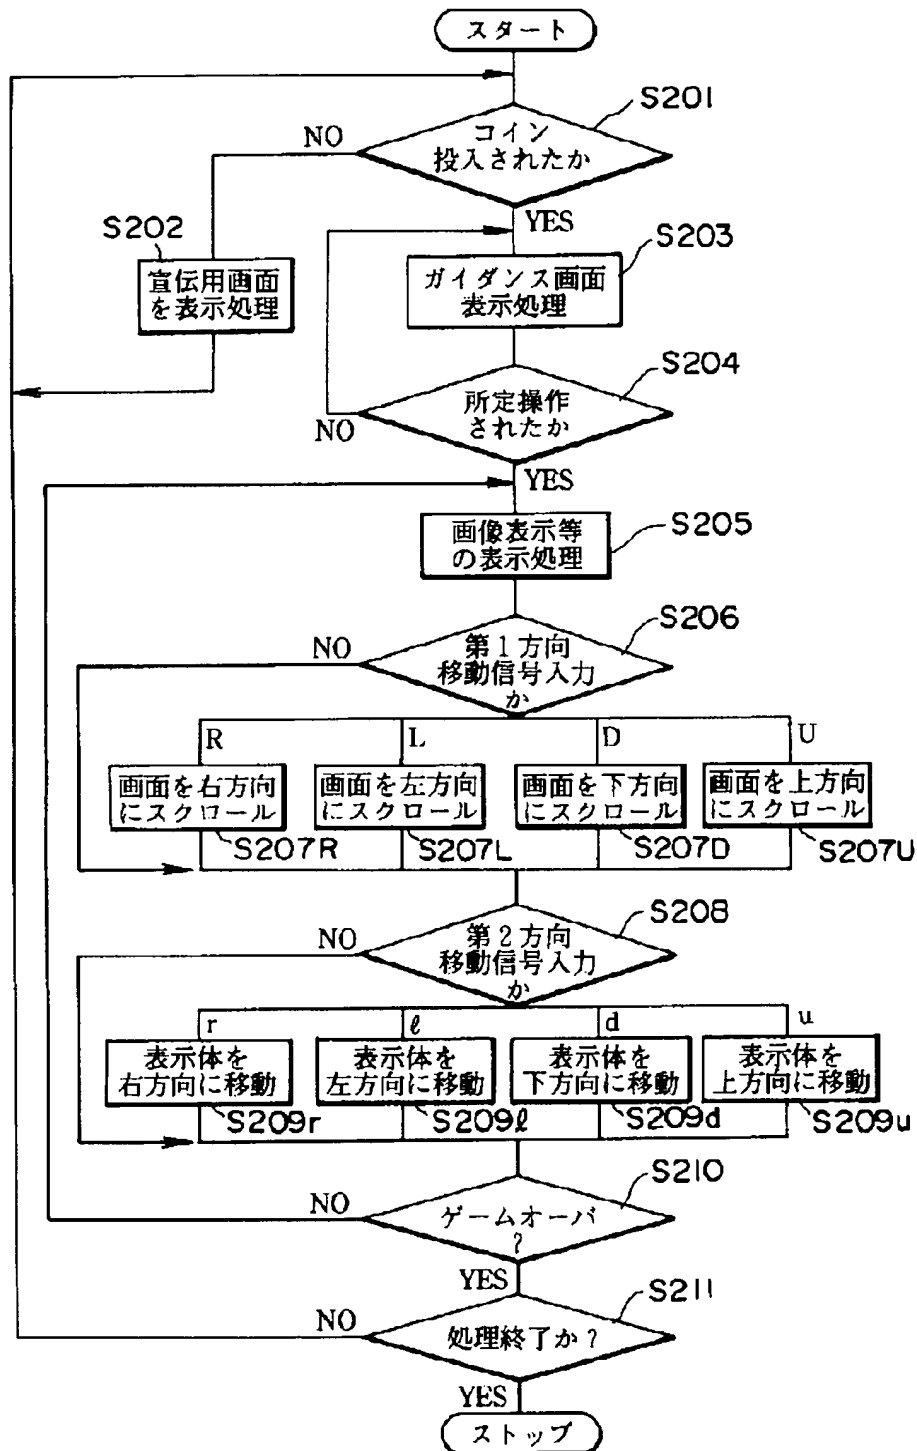 スタート
S201
コイン
投入されたか
NO
YES
S202
宣伝用画面
を表示処理
S203
ガイダンス画面
表示処理
S204
所定操作
されたか
NO
YES
S205
画像表示等
の表示処理
S206
第1方向
移動信号入力
か
NO
R
L
D
U
画面を右方向
にスクロール
画面を左方向
にスクロール
画面を下方向
にスクロール
画面を上方向
にスクロール
S207R
S207L
S207D
S207U
S208
第2方向
移動信号入力
か
NO
r
ℓ
d
u
表示体を
右方向に移動
表示体を
左方向に移動
表示体を
下方向に移動
表示体を
上方向に移動
S209r
S209ℓ
S209d
S209u
S210
ゲームオーバ
?
NO
YES
S211
処理終了か?
NO
YES
ストップ